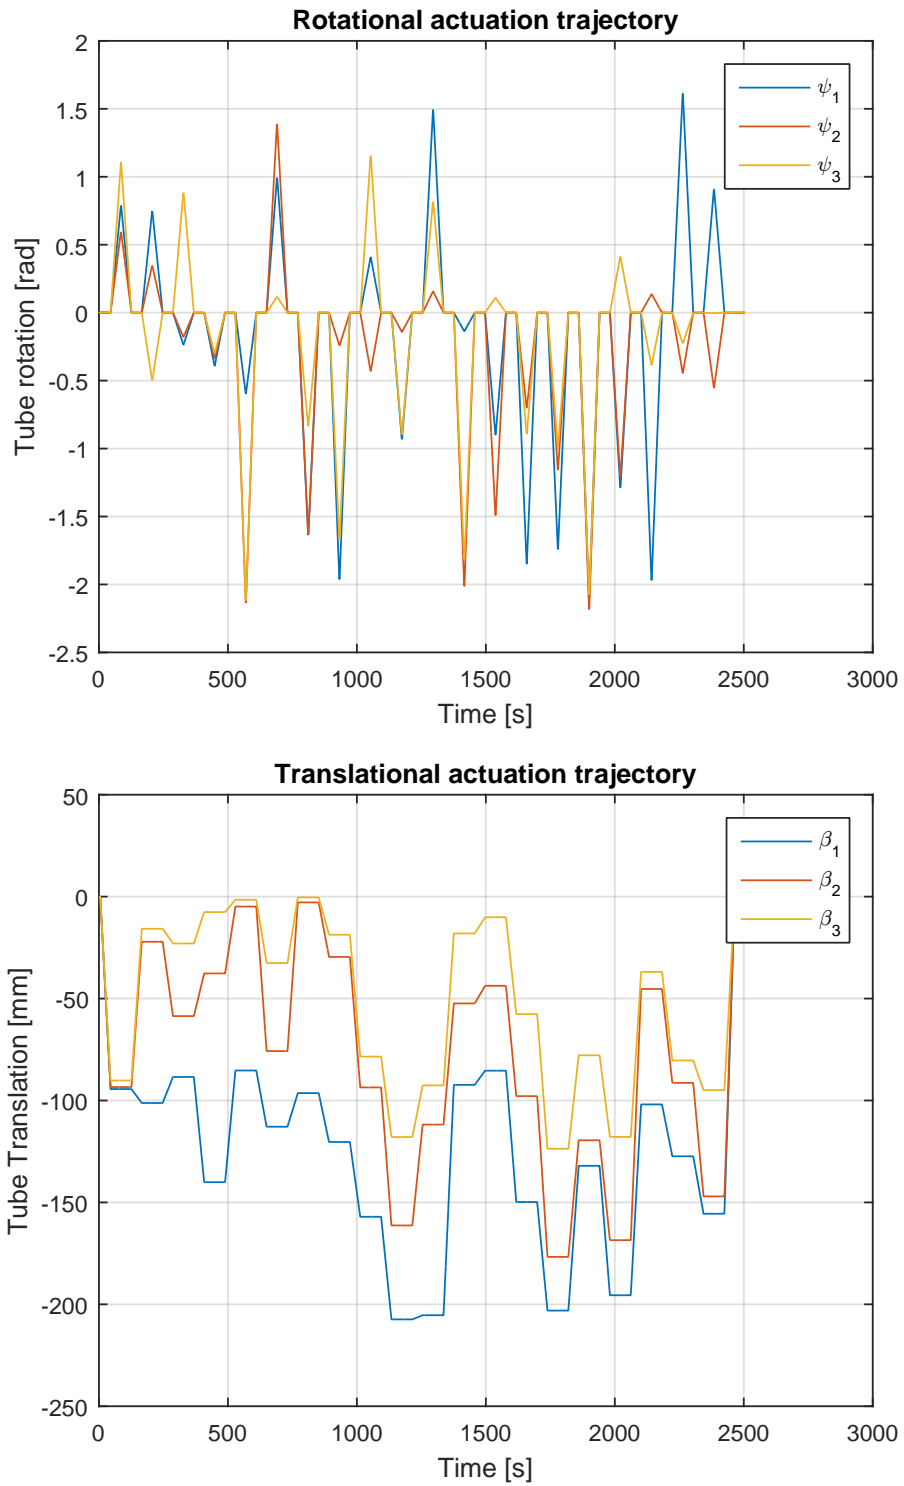 Rotational actuation trajectory
2
1.5
1
0.5
0
-0.5
-1
-1.5
-2
-2.5
Tube rotation [rad]
ψ1
ψ2
ψ3
0 500 1000 1500 2000 2500 3000
Time [s]
Translational actuation trajectory
50
0
-50
-100
-150
-200
-250
Tube Translation [mm]
β1
β2
β3
0 500 1000 1500 2000 2500 3000
Time [s]